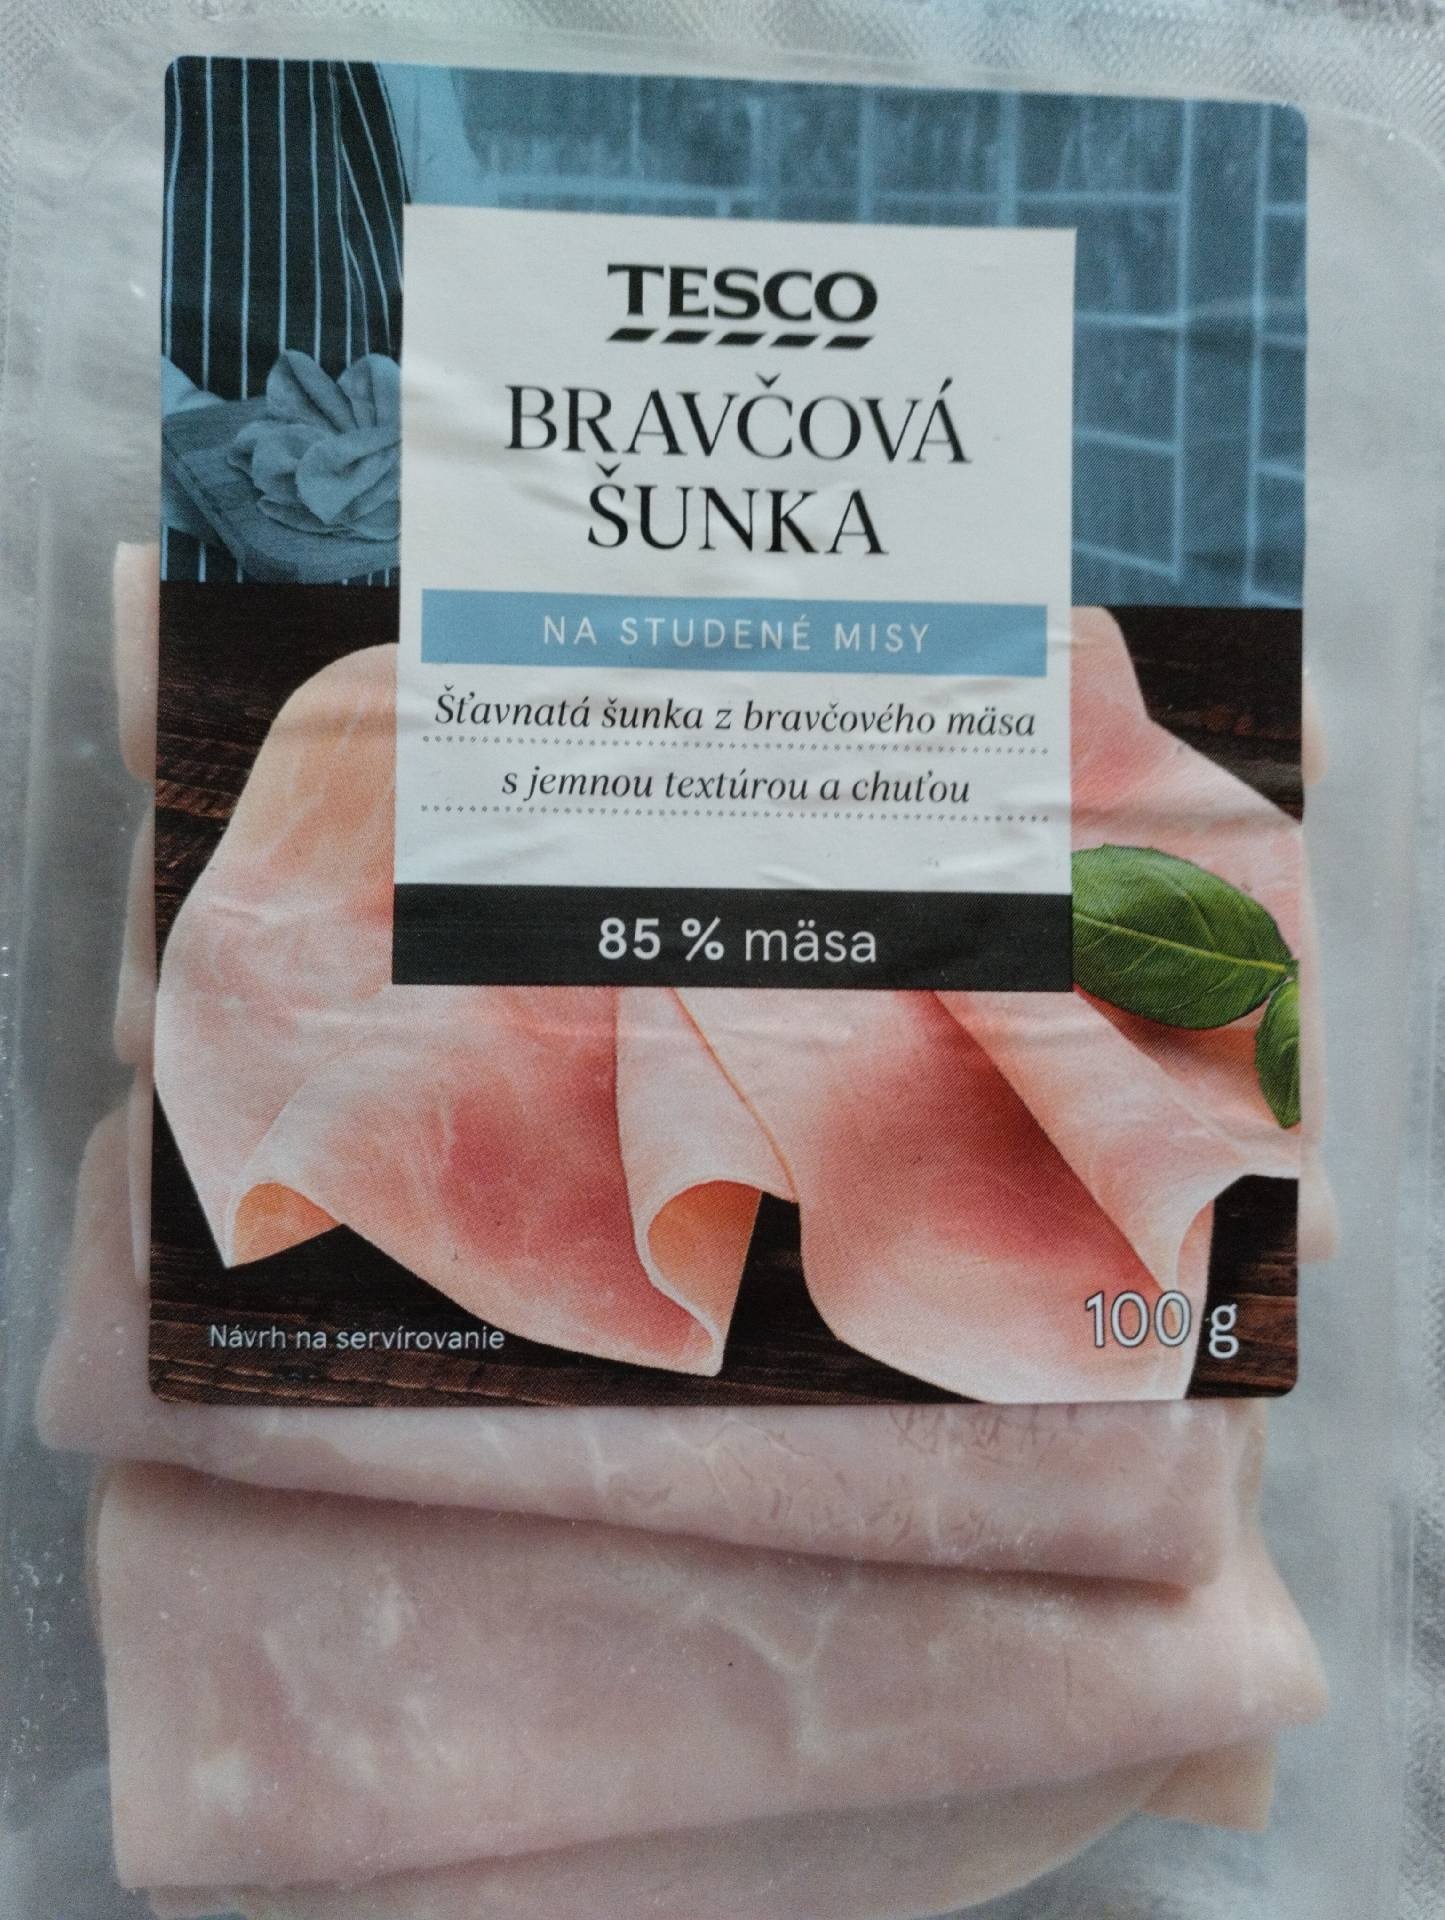 TESCO
BRAVČOVÁ
ŠUNKA
NA STUDENÉ MISY
Šťavnatá šunka z bravčového mäsa
s jemnou textúrou a chuťou
85 % mäsa
Návrh na servírovanie
100 g